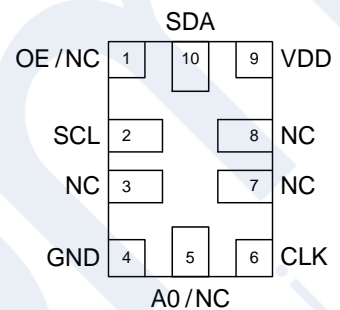 SDA
OE/NC 1 10 9 VDD
SCL 2 8 NC
NC 3 7 NC
GND 4 5 6 CLK
A0/NC